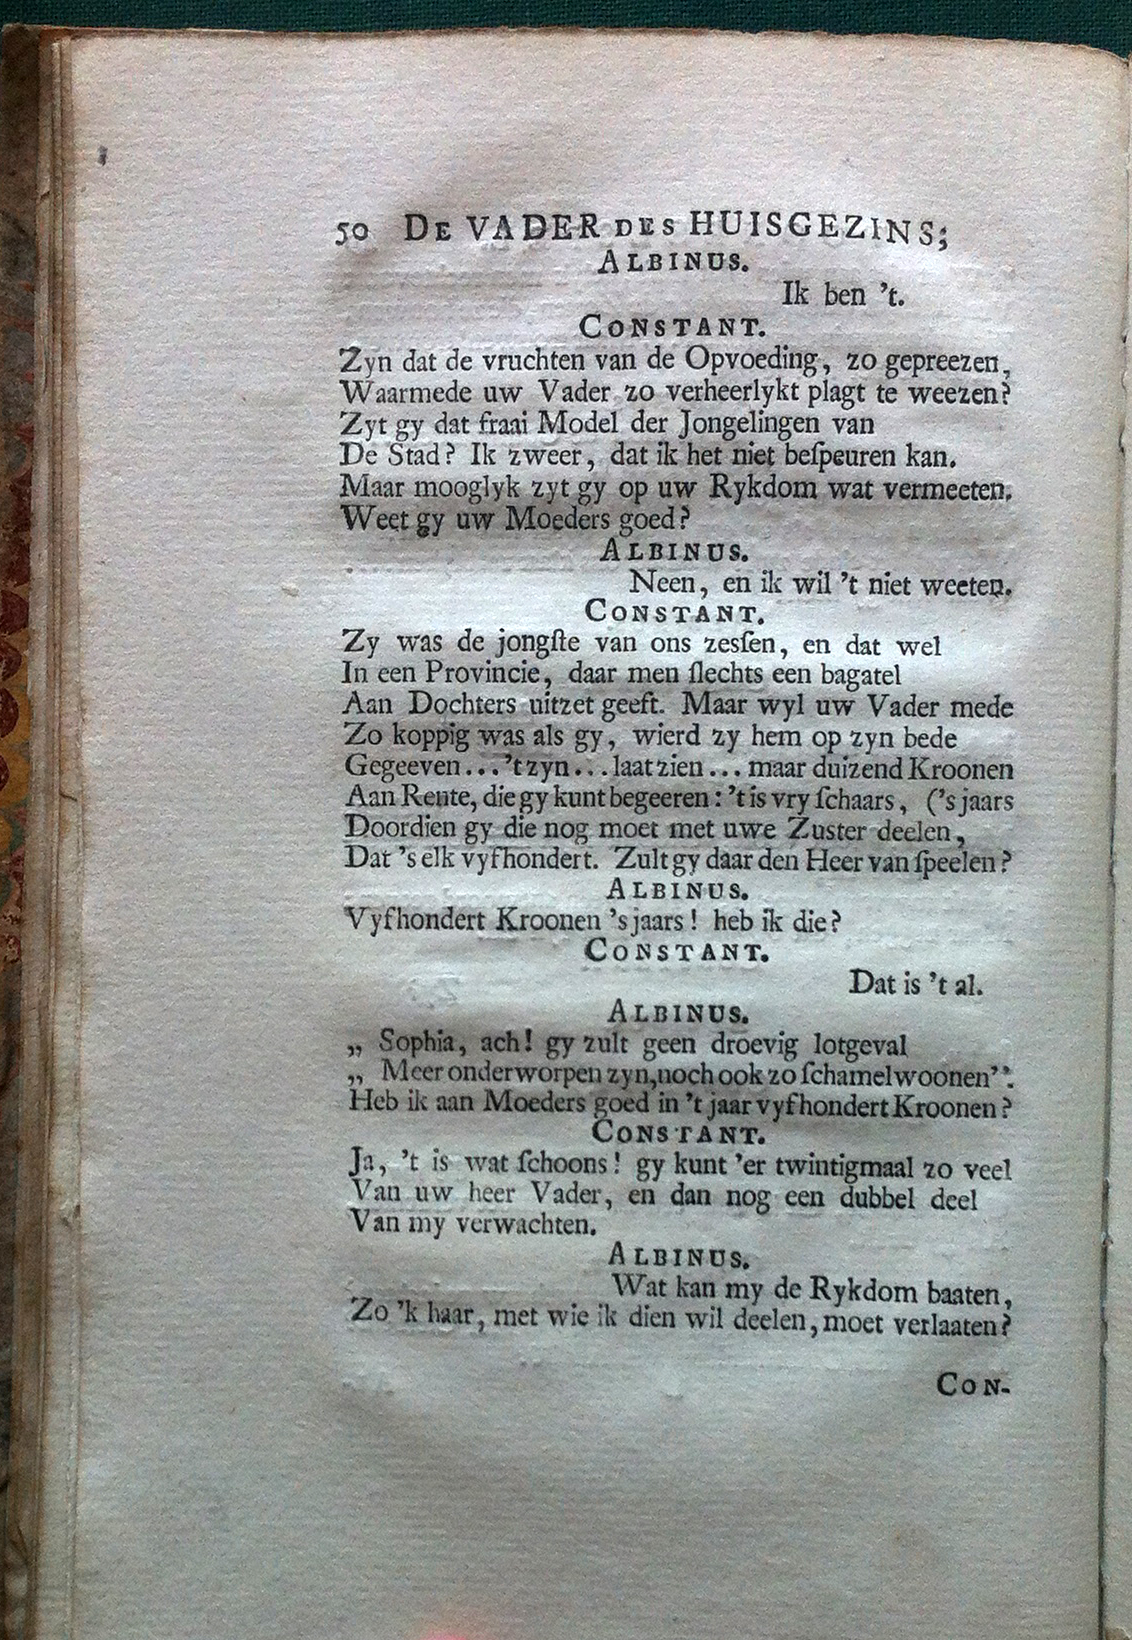 50 DE VADER DES HUISGEZINS;
ALBINUS.
Ik ben 't.
CONSTANT.
Zyn dat de vruchten van de Opvoeding, zo gepreezen,
Waarmede uw Vader zo verheerlykt plagt te weezen?
Zyt gy dat fraai Model der Jongelingen van
De Stad? Ik zweer, dat ik het niet beſpeuren kan.
Maar mooglyk zyt gy op uw Rykdom wat vermeeten.
Weet gy uw Moeders goed?
ALBINUS.
Neen, en ik wil 't niet weeten.
CONSTANT.
Zy was de jongſte van ons zesſen, en dat wel
In een Provincie, daar men ſlechts een bagatel
Aan Dochters uitzet geeft. Maar wyl uw Vader mede
Zo koppig was als gy, wierd zy hem op zyn bede
Gegeeven... 't zyn... laat zien... maar duizend Kroonen
Aan Rente, die gy kunt begeeren: 't is vry ſchaars, ('s jaars
Doordien gy die nog moet met uwe Zuster deelen,
Dat 's elk vyfhondert. Zult gy daar den Heer van ſpeelen?
ALBINUS.
Vyfhondert Kroonen 's jaars! heb ik die?
CONSTANT.
Dat is 't al.
ALBINUS.
„ Sophia, ach! gy zult geen droevig lotgeval
„ Meer onderworpen zyn, noch ook zo ſchamel woonen”.
Heb ik aan Moeders goed in 't jaar vyfhondert Kroonen?
CONSTANT.
Ja, 't is wat ſchoons! gy kunt 'er twintigmaal zo veel
Van uw heer Vader, en dan nog een dubbel deel
Van my verwachten.
ALBINUS.
Wat kan my de Rykdom baaten,
Zo 'k haar, met wie ik dien wil deelen, moet verlaaten?
CON-